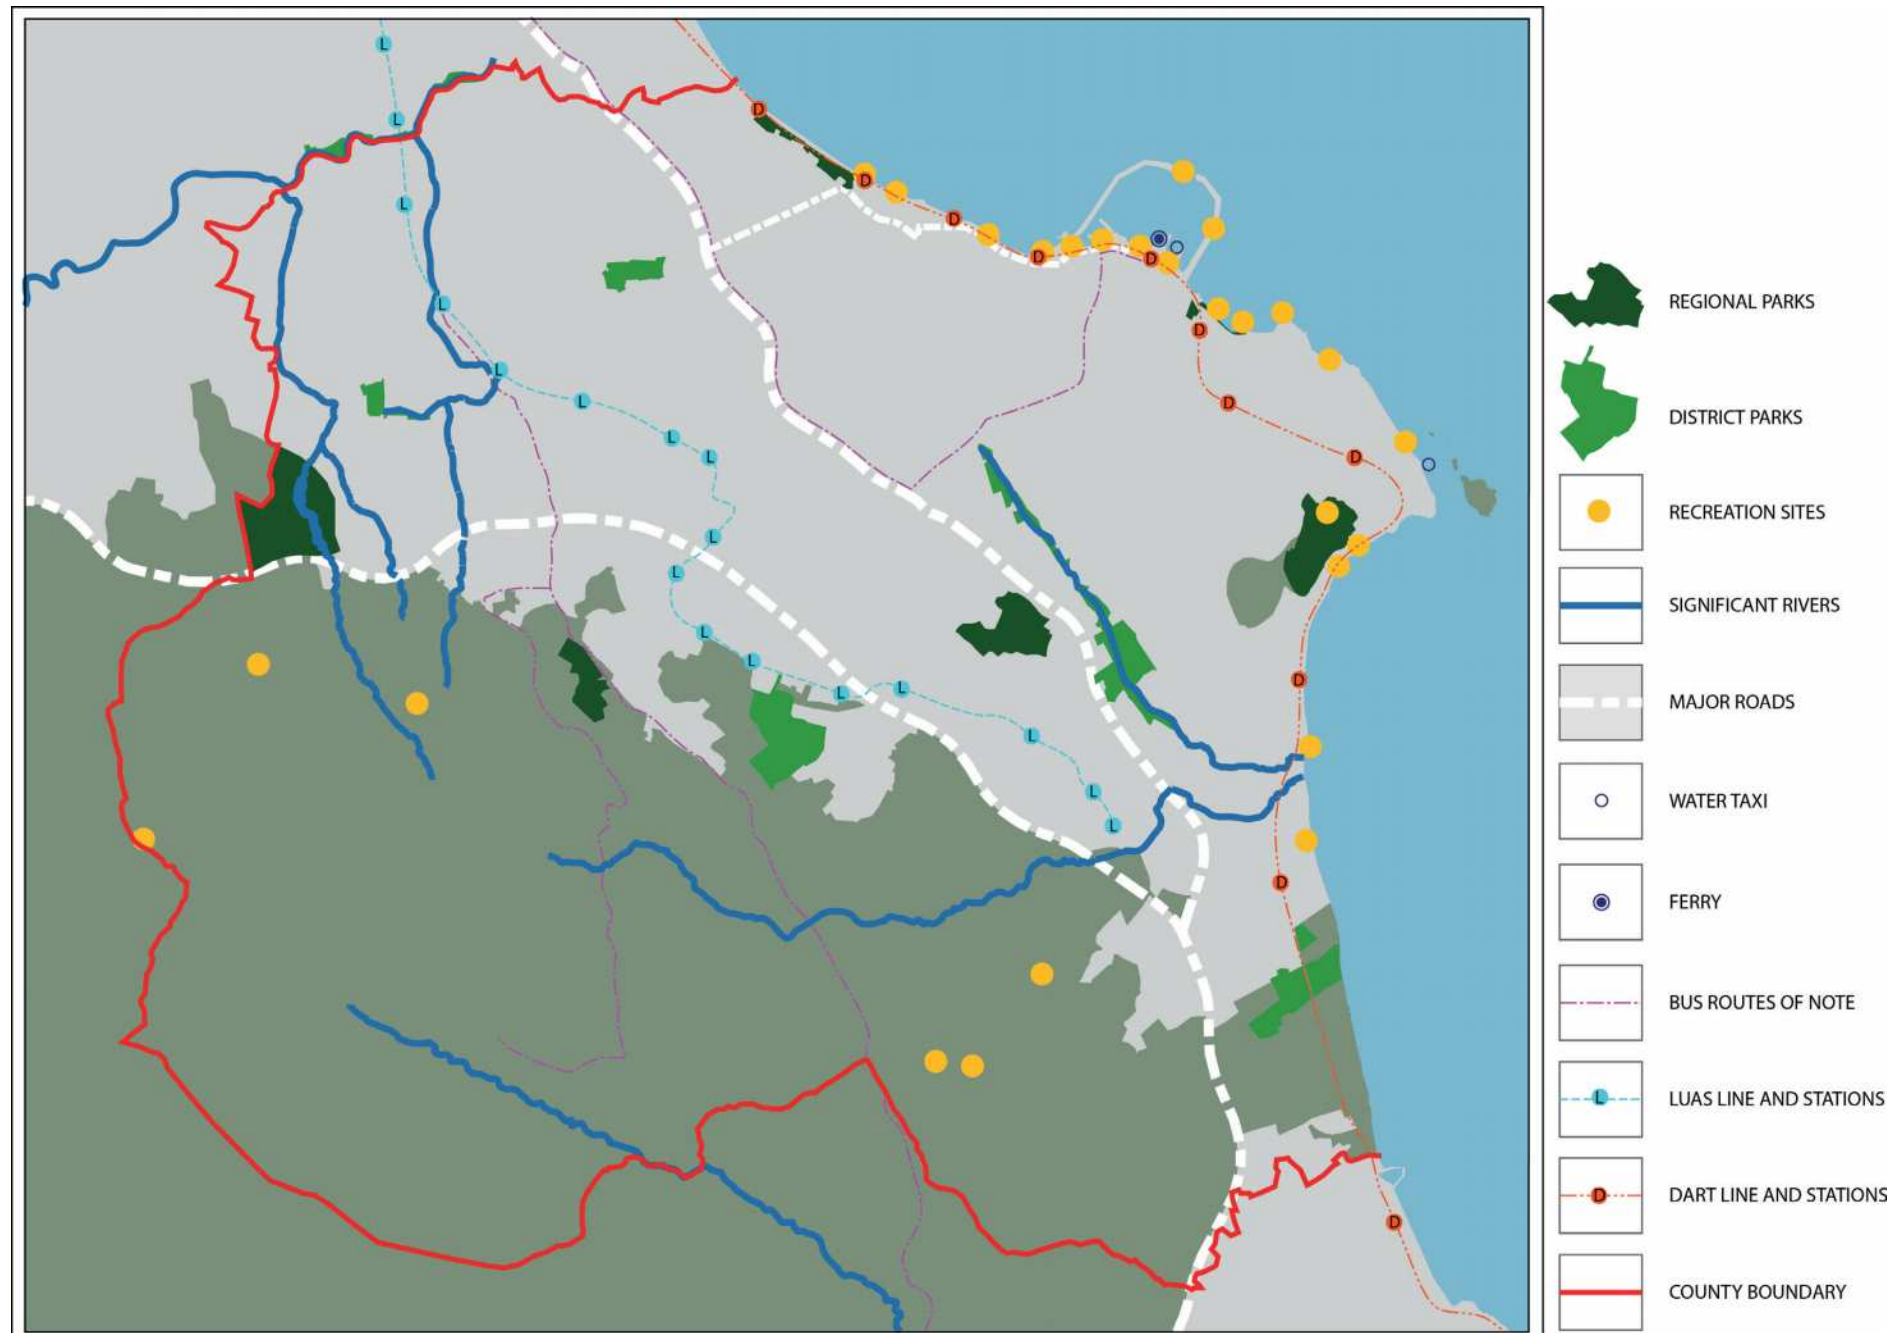 L
L
D
L
D
D
D
D
L
D
L
L
D
L
L
D
L
L
L
L
D
L
L
L
L
L
D
D
REGIONAL PARKS
DISTRICT PARKS
RECREATION SITES
SIGNIFICANT RIVERS
MAJOR ROADS
WATER TAXI
FERRY
BUS ROUTES OF NOTE
L LUAS LINE AND STATIONS
D DART LINE AND STATIONS
COUNTY BOUNDARY